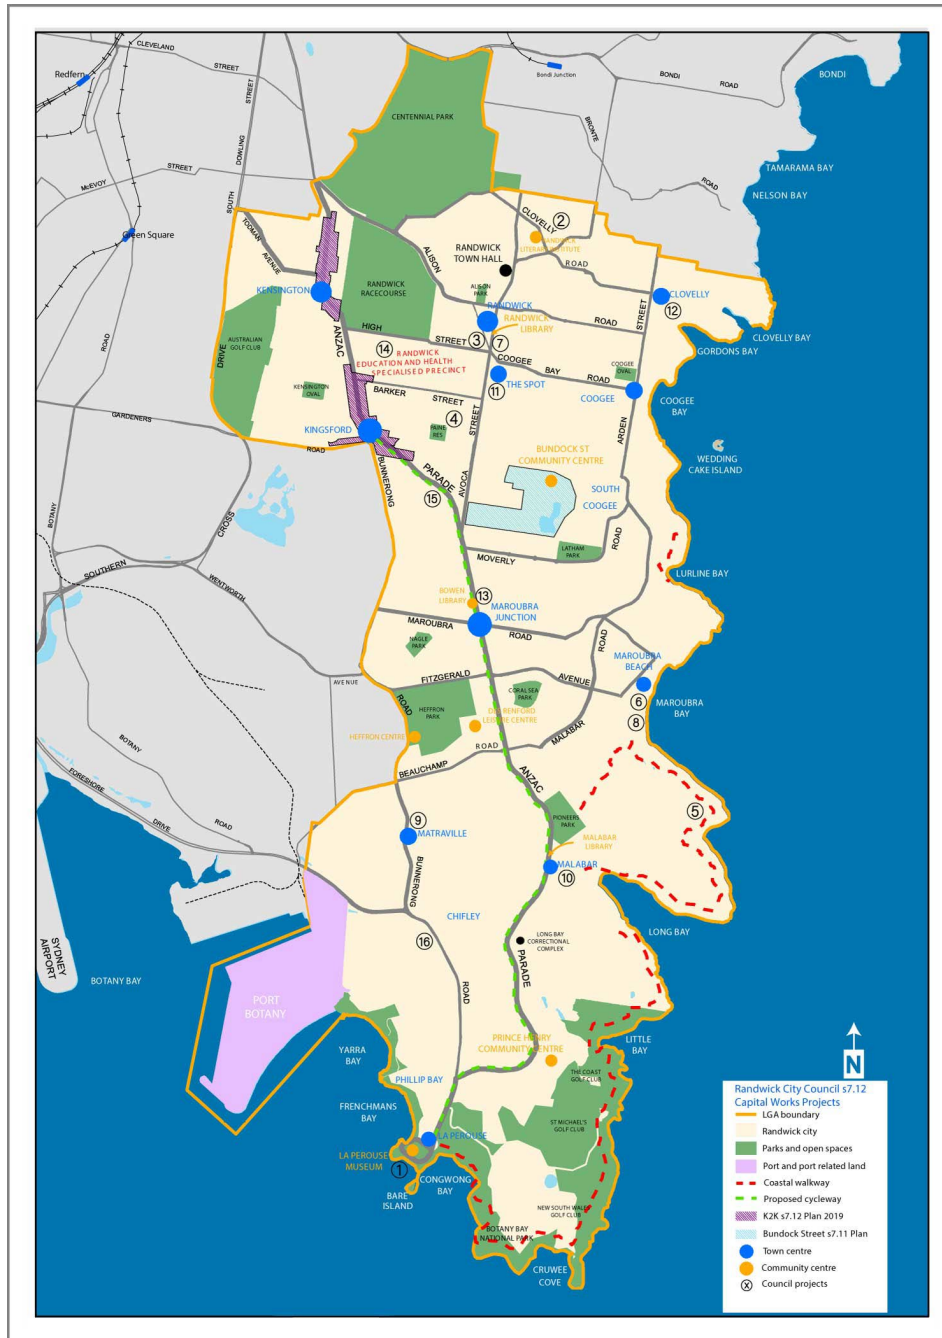 CLEVELAND
STREET
Redfern
Bondi Junction
BONDI
ROAD
BONDI
STREET
DOWLING
SOUTH
CENTENNIAL PARK
BRONTE
ROAD
TAMARAMA BAY
NELSON BAY
McEVOY
STREET
Green Square
TODMAN
AVENUE
CLOVELLY
2
RANDWICK
LITERARY INSTITUTE
ROAD
RANDWICK
TOWN HALL
ALISON
ALISON
PARK
RANDWICK
RACECOURSE
KENSINGTON
RANDWICK
RANDWICK
LIBRARY
ROAD
STREET
CLOVELLY
12
CLOVELLY BAY
GORDONS BAY
ROAD
DRIVE
AUSTRALIAN
GOLF CLUB
ANZAC
HIGH
STREET
3
7
14
RANDWICK
EDUCATION AND HEALTH
SPECIALISED PRECINCT
COOGEE
BAY
ROAD
COOGEE
OVAL
THE SPOT
11
COOGEE
COOGEE
BAY
KENSINGTON
OVAL
BARKER
STREET
4
PAINE
RES
STREET
ARDEN
GARDENERS
ROAD
KINGSFORD
BUNNERONG
PARADE
15
AVOCA
BUNDOCK ST
COMMUNITY CENTRE
WEDDING
CAKE ISLAND
SOUTH
COOGEE
BOTANY
CROSS
SOUTHERN
WENTWORTH
AVENUE
MOVERLY
LATHAM
PARK
ROAD
LURLINE BAY
BOWEN
LIBRARY
13
MAROUBRA
JUNCTION
MAROUBRA
ROAD
NAGLE
PARK
ROAD
MAROUBRA
BEACH
6
8
MAROUBRA
BAY
FITZGERALD
AVENUE
ROAD
HEFFRON
PARK
CORAL SEA
PARK
DES RENFORD
LEISURE CENTRE
HEFFRON CENTRE
MALABAR
ROAD
BEAUCHAMP
BOTANY
ROAD
FORESHORE
DRIVE
ANZAC
5
PIONEERS
PARK
9
MATRAVILLE
MALABAR
LIBRARY
MALABAR
10
BUNNERONG
CHIFLEY
16
ROAD
LONG BAY
CORRECTIONAL
COMPLEX
PARADE
LONG BAY
SYDNEY
AIRPORT
BOTANY BAY
PORT
BOTANY
YARRA
BAY
PRINCE HENRY
COMMUNITY CENTRE
LITTLE
BAY
THE COAST
GOLF CLUB
PHILLIP BAY
FRENCHMANS
BAY
ST MICHAEL'S
GOLF CLUB
LA PEROUSE
LA PEROUSE
MUSEUM
1
CONGWONG
BAY
BARE
ISLAND
NEW SOUTH WALES
GOLF CLUB
BOTANY BAY
NATIONAL PARK
CRUWEE
COVE
N
Randwick City Council s7.12
Capital Works Projects
LGA boundary
Randwick city
Parks and open spaces
Port and port related land
Coastal walkway
Proposed cycleway
K2K s7.12 Plan 2019
Bundock Street s7.11 Plan
Town centre
Community centre
X Council projects